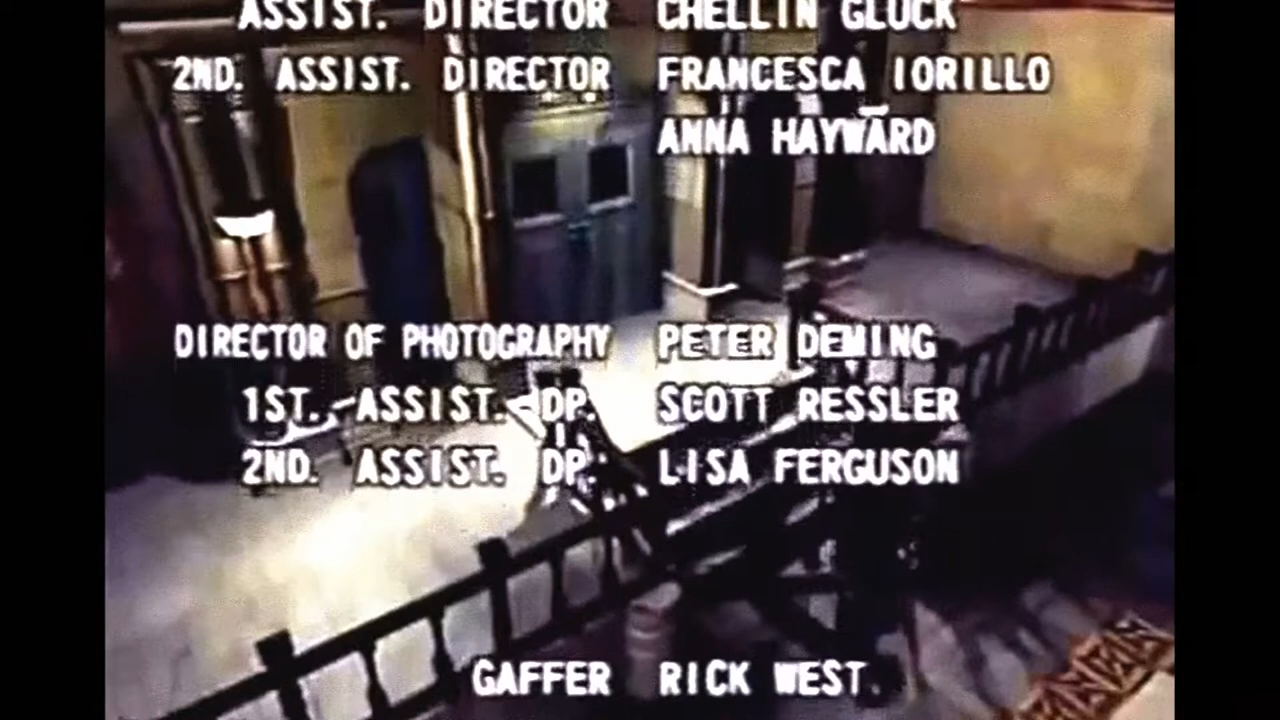 ASSIST. DIRECTOR CHELLIN GLUCK
2ND. ASSIST. DIRECTOR FRANCESCA IORILLO
ANNA HAYWARD
DIRECTOR OF PHOTOGRAPHY PETER DEMING
1ST. ASSIST. DP. SCOTT RESSLER
2ND. ASSIST. DP. LISA FERGUSON
GAFFER RICK WEST